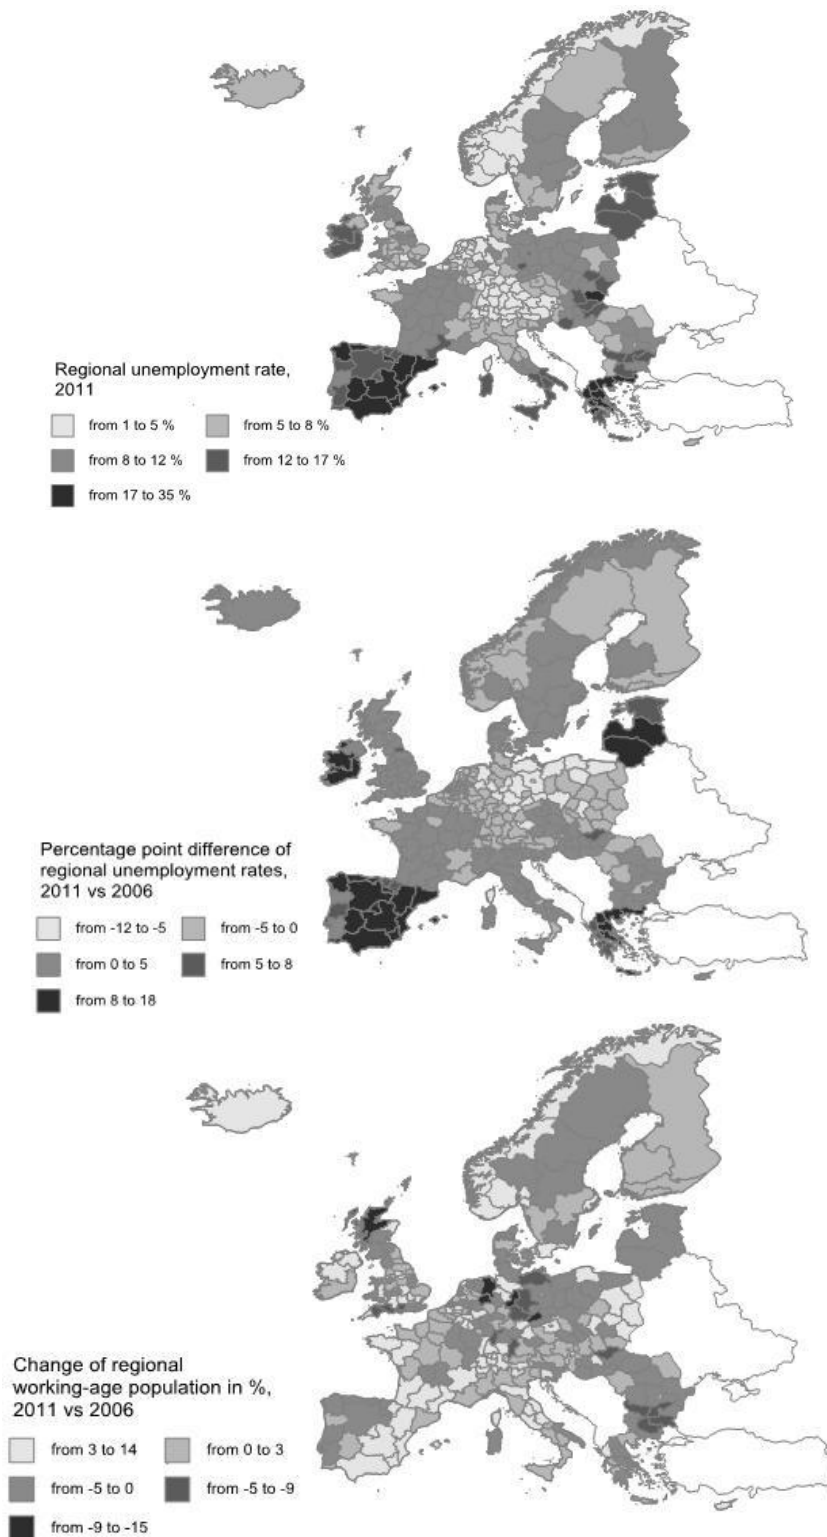 Regional unemployment rate,
2011
from 1 to 5 % from 5 to 8 %
from 8 to 12 % from 12 to 17 %
from 17 to 35 %
Percentage point difference of
regional unemployment rates,
2011 vs 2006
from -12 to -5 from -5 to 0
from 0 to 5 from 5 to 8
from 8 to 18
Change of regional
working-age population in %,
2011 vs 2006
from 3 to 14 from 0 to 3
from -5 to 0 from -5 to -9
from -9 to -15